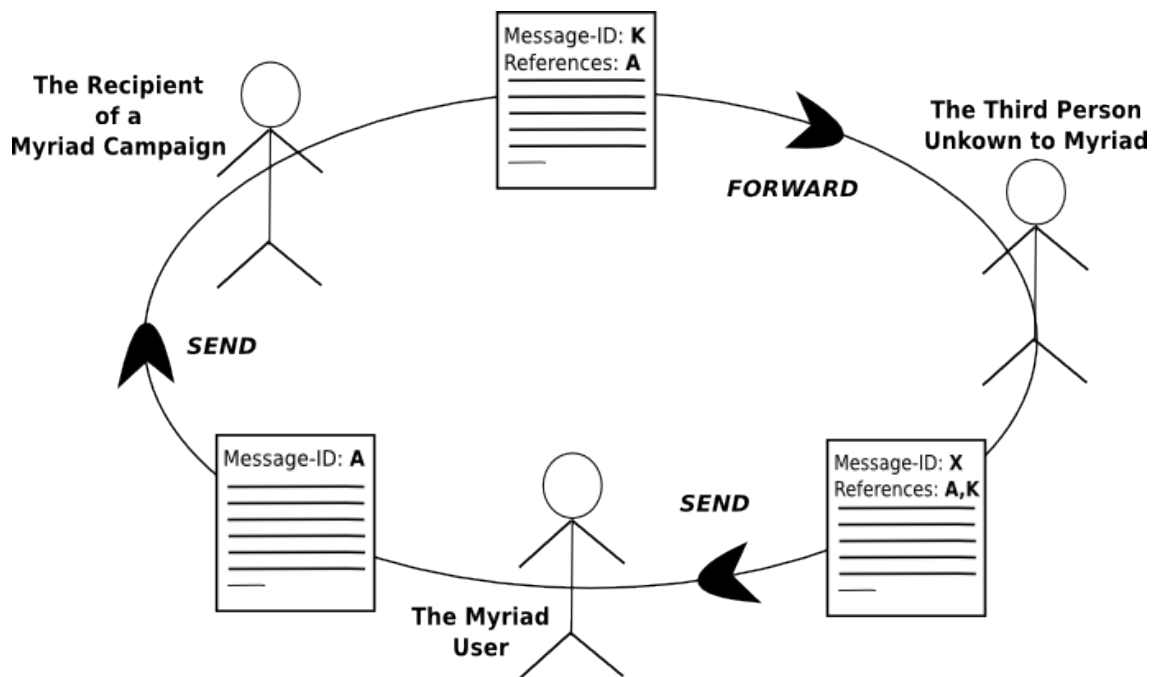 Message-ID: K
References: A
The Recipient
of a
Myriad Campaign
The Third Person
Unkown to Myriad
FORWARD
SEND
Message-ID: A
Message-ID: X
References: A,K
SEND
The Myriad
User